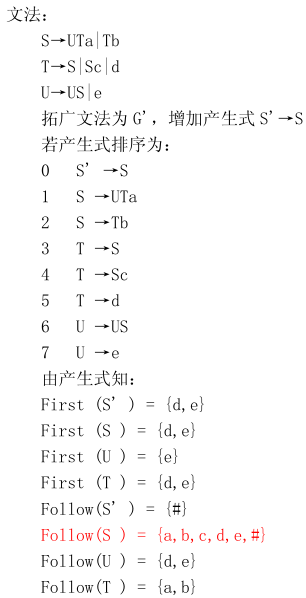 文法:
S→UTa|Tb
T→S|Sc|d
U→US|e
拓广文法为G',增加产生式S'→S
若产生式排序为:
0 S' →S
1 S →UTa
2 S →Tb
3 T →S
4 T →Sc
5 T →d
6 U →US
7 U →e
由产生式知:
First (S' ) = {d,e}
First (S ) = {d,e}
First (U ) = {e}
First (T ) = {d,e}
Follow(S' ) = {#}
Follow(S ) = {a,b,c,d,e,#}
Follow(U ) = {d,e}
Follow(T ) = {a,b}